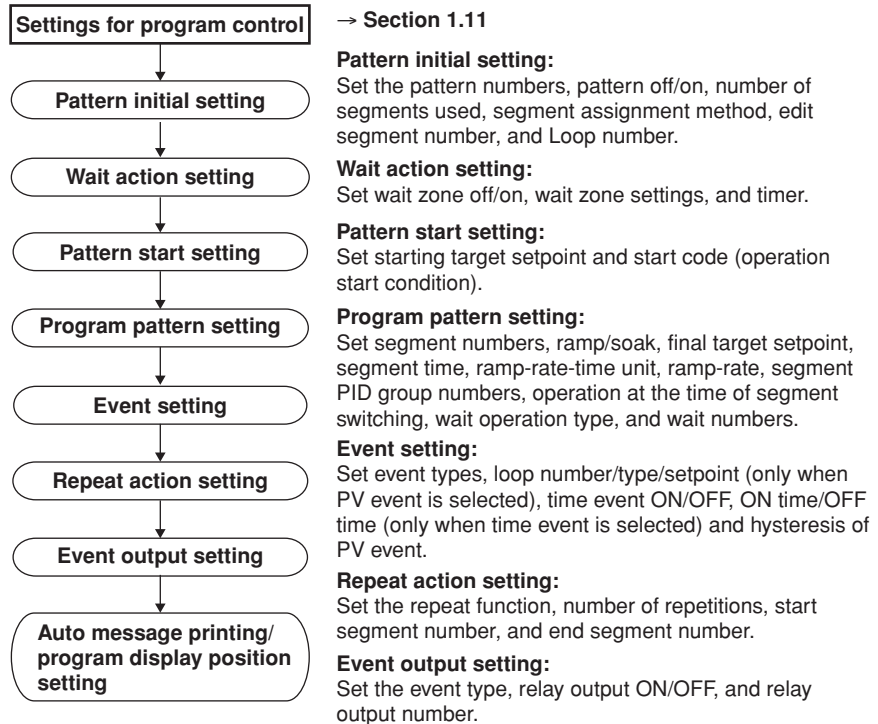 Settings for program control
Pattern initial setting
Wait action setting
Pattern start setting
Program pattern setting
Event setting
Repeat action setting
Event output setting
Auto message printing/
program display position
setting
→ Section 1.11
Pattern initial setting:
Set the pattern numbers, pattern off/on, number of
segments used, segment assignment method, edit
segment number, and Loop number.
Wait action setting:
Set wait zone off/on, wait zone settings, and timer.
Pattern start setting:
Set starting target setpoint and start code (operation
start condition).
Program pattern setting:
Set segment numbers, ramp/soak, final target setpoint,
segment time, ramp-rate-time unit, ramp-rate, segment
PID group numbers, operation at the time of segment
switching, wait operation type, and wait numbers.
Event setting:
Set event types, loop number/type/setpoint (only when
PV event is selected), time event ON/OFF, ON time/OFF
time (only when time event is selected) and hysteresis of
PV event.
Repeat action setting:
Set the repeat function, number of repetitions, start
segment number, and end segment number.
Event output setting:
Set the event type, relay output ON/OFF, and relay
output number.